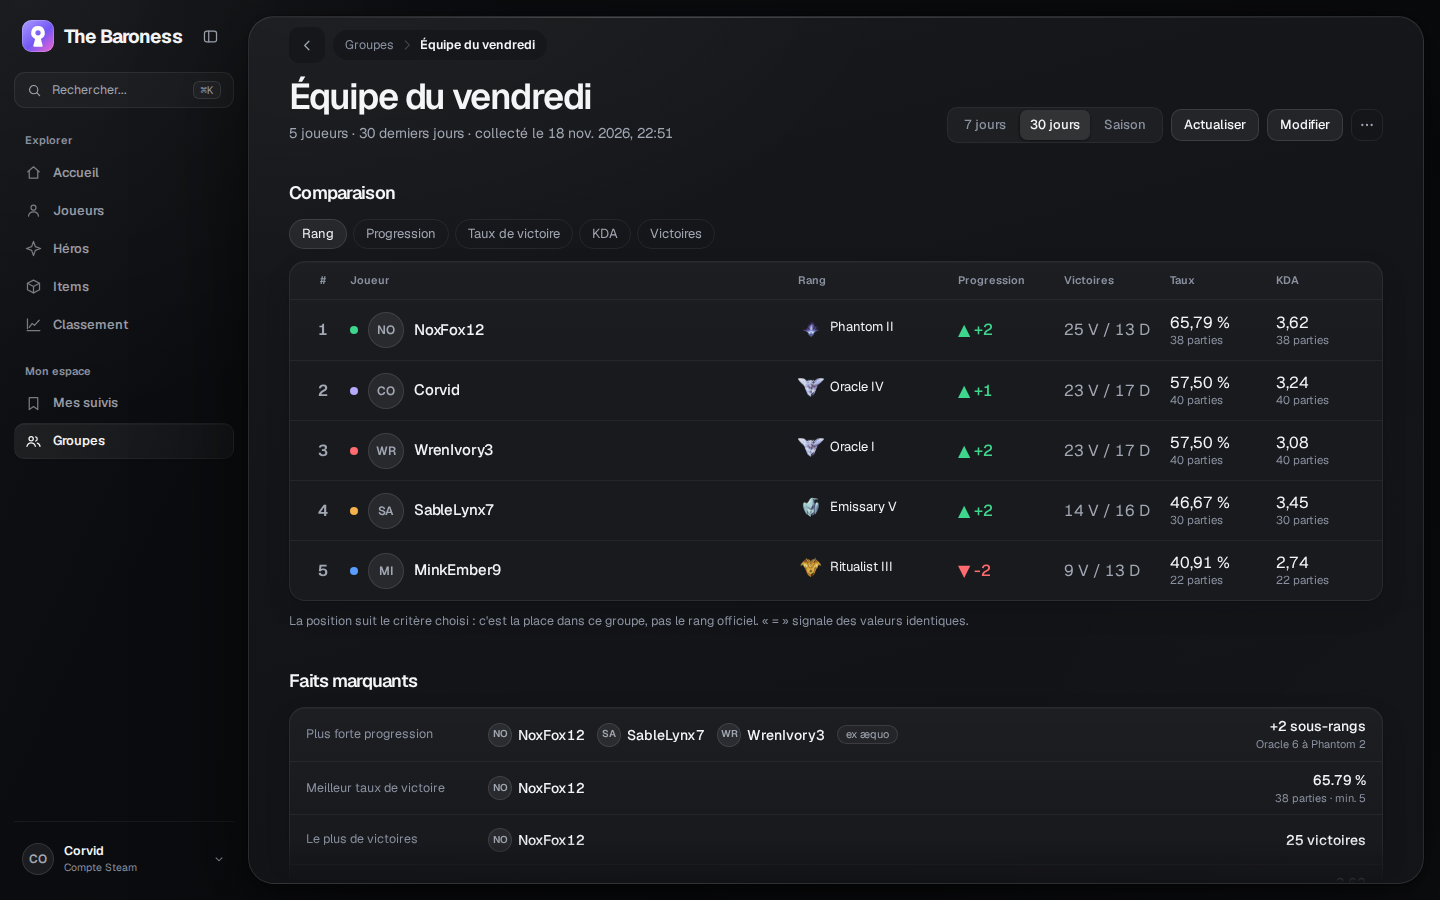 The Baroness
Rechercher...
⌘K
Explorer
Accueil
Joueurs
Héros
Items
Classement
Mon espace
Mes suivis
Groupes
CO
Corvid
Compte Steam
Groupes
Équipe du vendredi
Équipe du vendredi
5 joueurs · 30 derniers jours · collecté le 18 nov. 2026, 22:51
7 jours
30 jours
Saison
Actualiser
Modifier
Comparaison
Rang
Progression
Taux de victoire
KDA
Victoires
# Joueur Rang Progression Victoires Taux KDA
1 NO NoxFox12 Phantom II ▲+2 25 V / 13 D 65,79 % 3,62
38 parties 38 parties
2 CO Corvid Oracle IV ▲+1 23 V / 17 D 57,50 % 3,24
40 parties 40 parties
3 WR WrenIvory3 Oracle I ▲+2 23 V / 17 D 57,50 % 3,08
40 parties 40 parties
4 SA SableLynx7 Emissary V ▲+2 14 V / 16 D 46,67 % 3,45
30 parties 30 parties
5 MI MinkEmber9 Ritualist III ▼-2 9 V / 13 D 40,91 % 2,74
22 parties 22 parties
La position suit le critère choisi : c'est la place dans ce groupe, pas le rang officiel. « = » signale des valeurs identiques.
Faits marquants
Plus forte progression NO NoxFox12 SA SableLynx7 WR WrenIvory3 ex æquo +2 sous-rangs
Oracle 6 à Phantom 2
Meilleur taux de victoire NO NoxFox12 65.79 %
38 parties · min. 5
Le plus de victoires NO NoxFox12 25 victoires